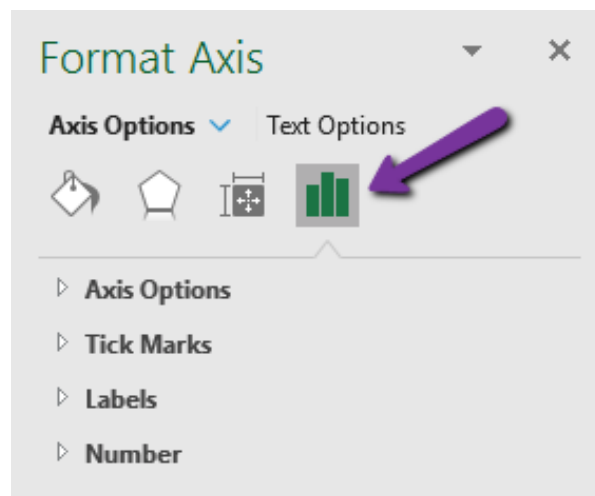 Format Axis
Axis Options Text Options
Axis Options
Tick Marks
Labels
Number